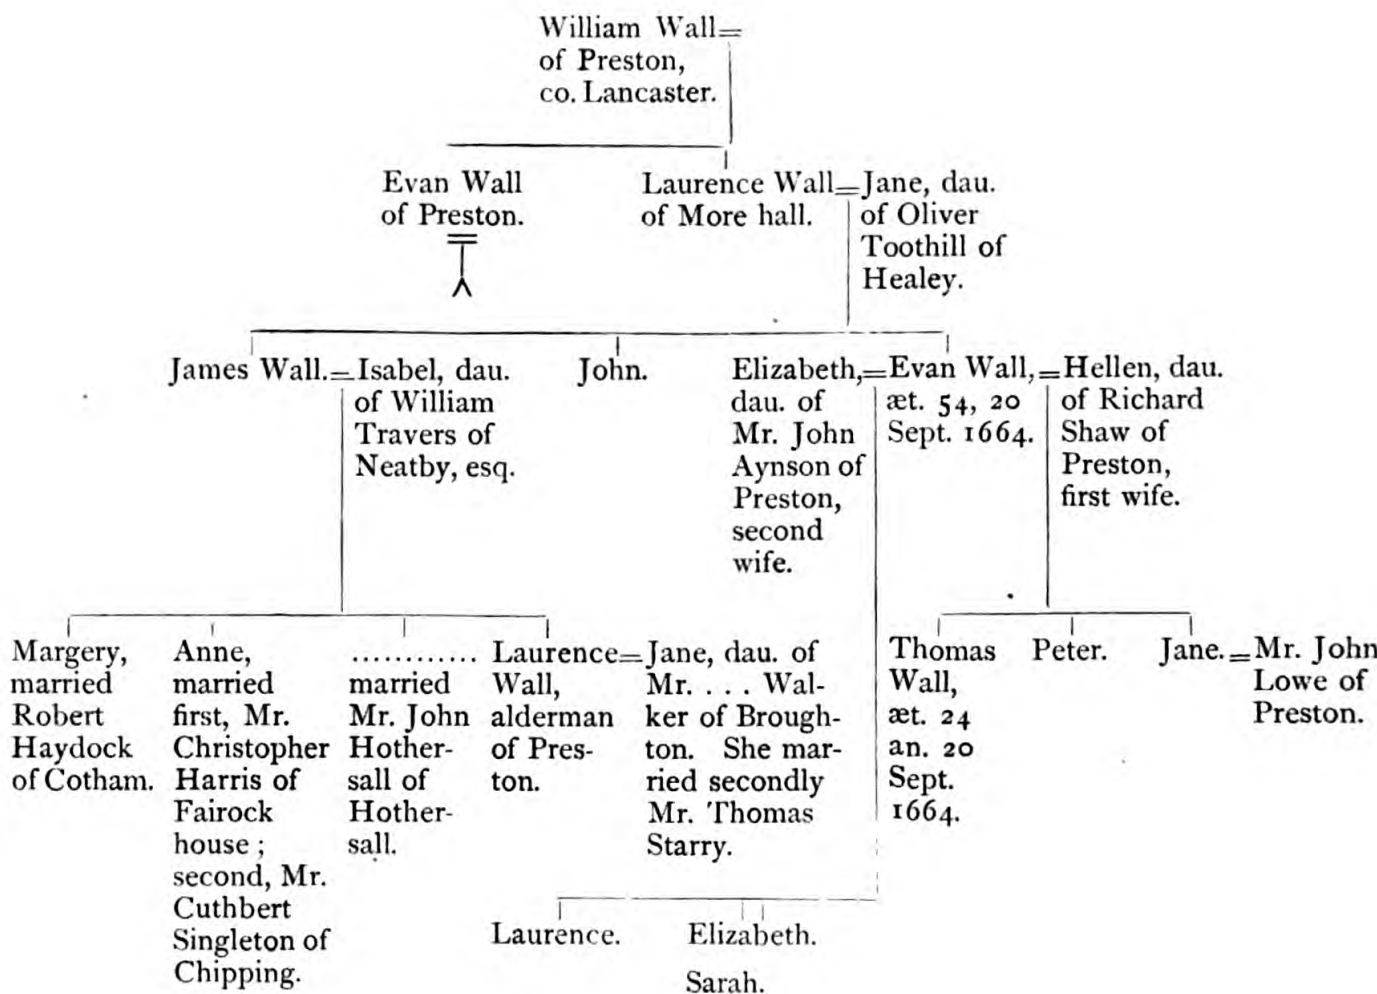 William Wall=
of Preston,
co. Lancaster.
Evan Wall
of Preston.
Laurence Wall=Jane, dau.
of More hall.
of Oliver
Toothill of
Healey.
James Wall.=Isabel, dau.
of William
Travers of
Neatby, esq.
John.
Elizabeth,=Evan Wall,=Hellen, dau.
dau. of
Mr. John
Aynson of
Preston,
second
wife.
æt. 54, 20
Sept. 1664.
of Richard
Shaw of
Preston,
first wife.
Margery,
married
Robert
Haydock
of Cotham.
Anne,
married
first, Mr.
Christopher
Harris of
Fairock
house ;
second, Mr.
Cuthbert
Singleton of
Chipping.
............
married
Mr. John
Hother-
sall of
Hother-
sall.
Laurence=Jane, dau. of
Wall,
alderman
of Pres-
ton.
Mr. . . . Wal-
ker of Brough-
ton. She mar-
ried secondly
Mr. Thomas
Starry.
Thomas
Wall,
æt. 24
an. 20
Sept.
1664.
Peter.
Jane.=Mr. John
Lowe of
Preston.
Laurence.
Elizabeth.
Sarah.